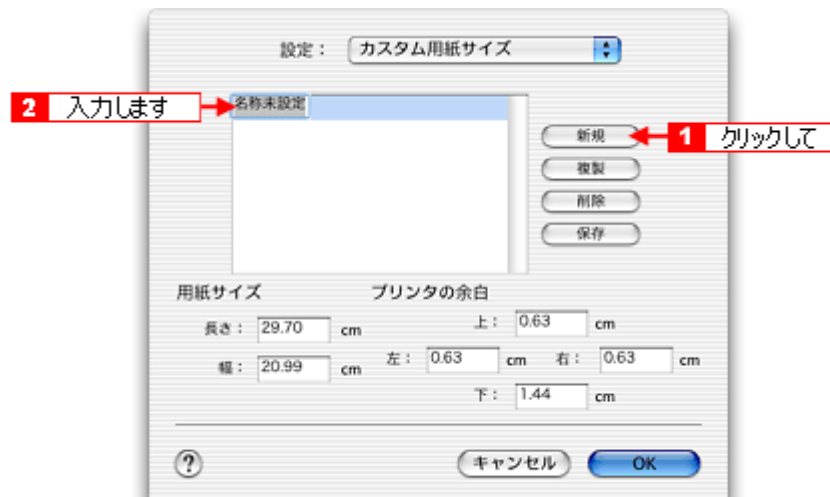 設定： カスタム用紙サイズ
2 入力します
名称未設定
新規
1 クリックして
複製
削除
保存
用紙サイズ
プリンタの余白
長さ： 29.70 cm
上： 0.63 cm
幅： 20.99 cm
左： 0.63 cm 右： 0.63 cm
下： 1.44 cm
? キャンセル OK